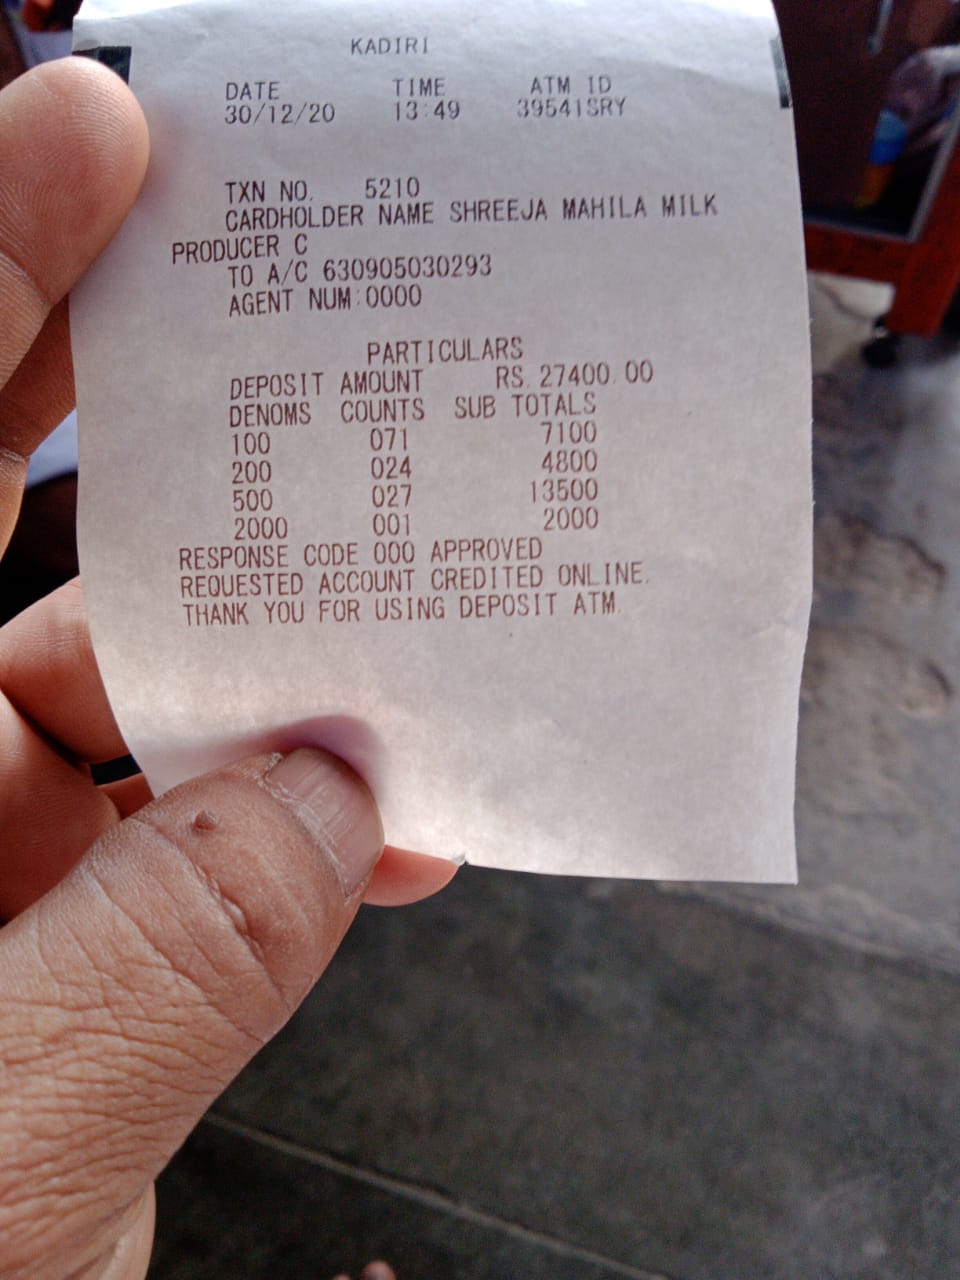 KADIRI
DATE TIME ATM ID
30/12/20 13:49 39541SRY
TXN NO. 5210
CARDHOLDER NAME SHREEJA MAHILA MILK
PRODUCER C
TO A/C 630905030293
AGENT NUM:0000
PARTICULARS
DEPOSIT AMOUNT RS.27400.00
DENOMS COUNTS SUB TOTALS
100 071 7100
200 024 4800
500 027 13500
2000 001 2000
RESPONSE CODE 000 APPROVED
REQUESTED ACCOUNT CREDITED ONLINE.
THANK YOU FOR USING DEPOSIT ATM.